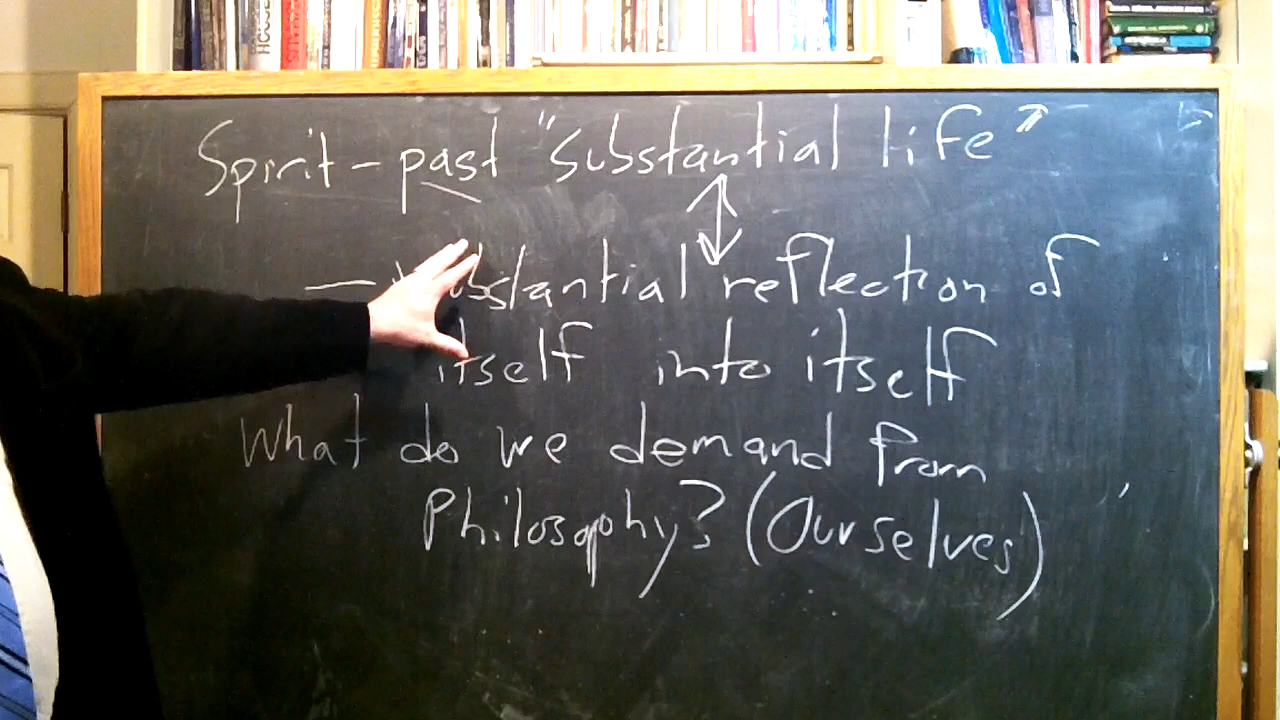 Spirit - past "substantial life"
— reflection of
itself into itself
What do we demand from
Philosophy? (Ourselves)